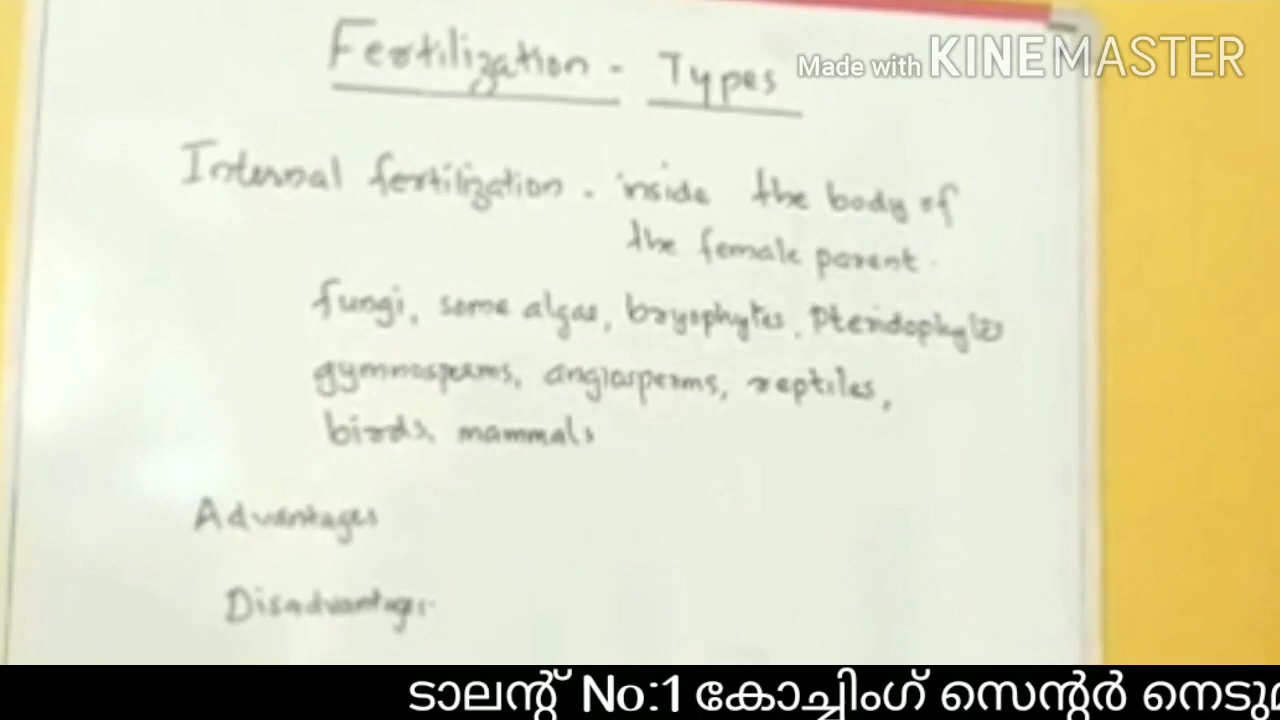 Fertilization - Types
Made with KINEMASTER
Internal fertilization - inside the body of
the female parent.
fungi, some algae, bryophytes, Pteridophytes
gymnosperms, angiosperms, reptiles,
birds, mammals
Advantages
Disadvantages.
ടാലന്റ് No:1 കോച്ചിംഗ് സെന്റർ